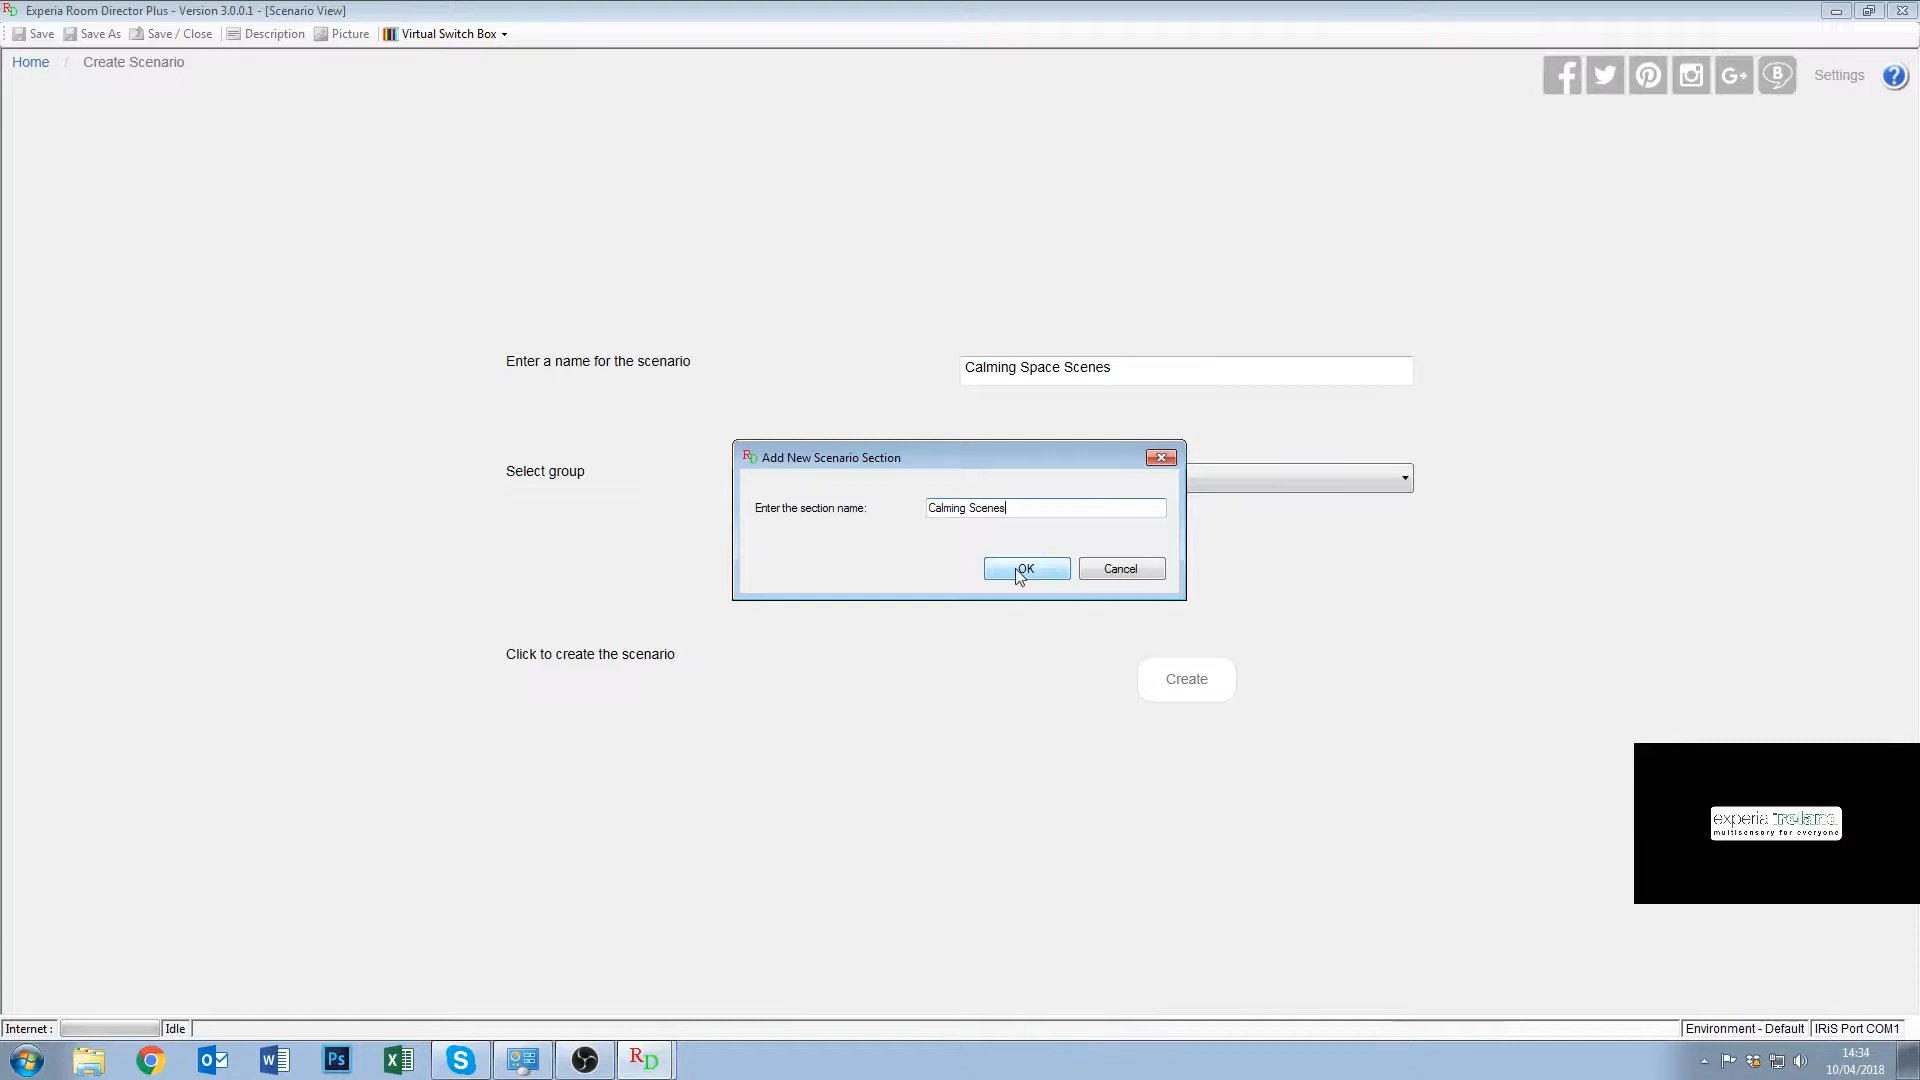 Experia Room Director Plus - Version 3.0.0.1 - [Scenario View]
Save Save As Save / Close Description Picture Virtual Switch Box
Home / Create Scenario
Settings
Enter a name for the scenario
Calming Space Scenes
Select group
Add New Scenario Section
Enter the section name:
Calming Scenes
OK Cancel
Click to create the scenario
Create
experia ireland
multisensory for everyone
Internet : Idle
Environment - Default IRiS Port COM1
14:34
10/04/2018